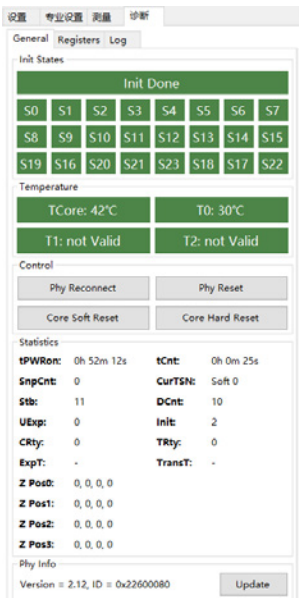 设置 专业设置 测量 诊断
General Registers Log
Init States
Init Done
S0 S1 S2 S3 S4 S5 S6 S7
S8 S9 S10 S11 S12 S13 S14 S15
S19 S16 S20 S21 S23 S18 S17 S22
Temperature
TCore: 42℃ T0: 30℃
T1: not Valid T2: not Valid
Control
Phy Reconnect Phy Reset
Core Soft Reset Core Hard Reset
Statistics
tPWRon: 0h 52m 12s tCnt: 0h 0m 25s
SnpCnt: 0 CurTSN: Soft 0
Stb: 11 DCnt: 10
UExp: 0 Init: 2
CRty: 0 TRty: 0
ExpT: - TransT: -
Z Pos0: 0, 0, 0, 0
Z Pos1: 0, 0, 0, 0
Z Pos2: 0, 0, 0, 0
Z Pos3: 0, 0, 0, 0
Phy Info
Version = 2.12, ID = 0x22600080 Update